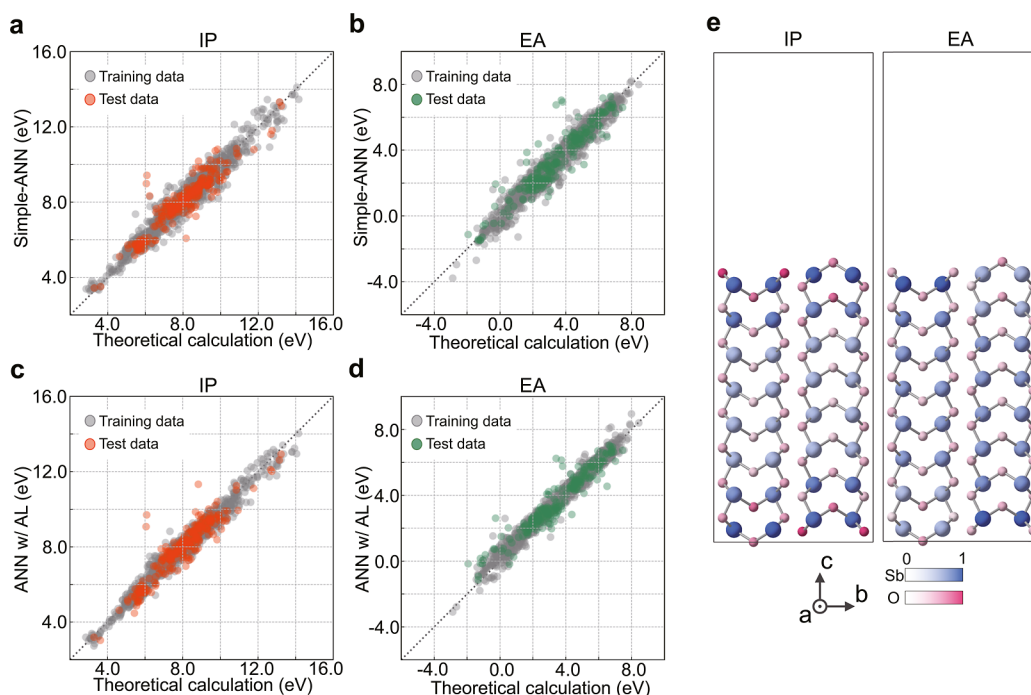 a
IP
16.0
12.0
8.0
4.0
Simple-ANN (eV)
Training data
Test data
4.0 8.0 12.0 16.0
Theoretical calculation (eV)
b
EA
8.0
4.0
0.0
-4.0
Simple-ANN (eV)
Training data
Test data
-4.0 0.0 4.0 8.0
Theoretical calculation (eV)
c
IP
16.0
12.0
8.0
4.0
ANN w/ AL (eV)
Training data
Test data
4.0 8.0 12.0 16.0
Theoretical calculation (eV)
d
EA
8.0
4.0
0.0
-4.0
ANN w/ AL (eV)
Training data
Test data
-4.0 0.0 4.0 8.0
Theoretical calculation (eV)
e
IP EA
c
b
a
0 1
Sb
O